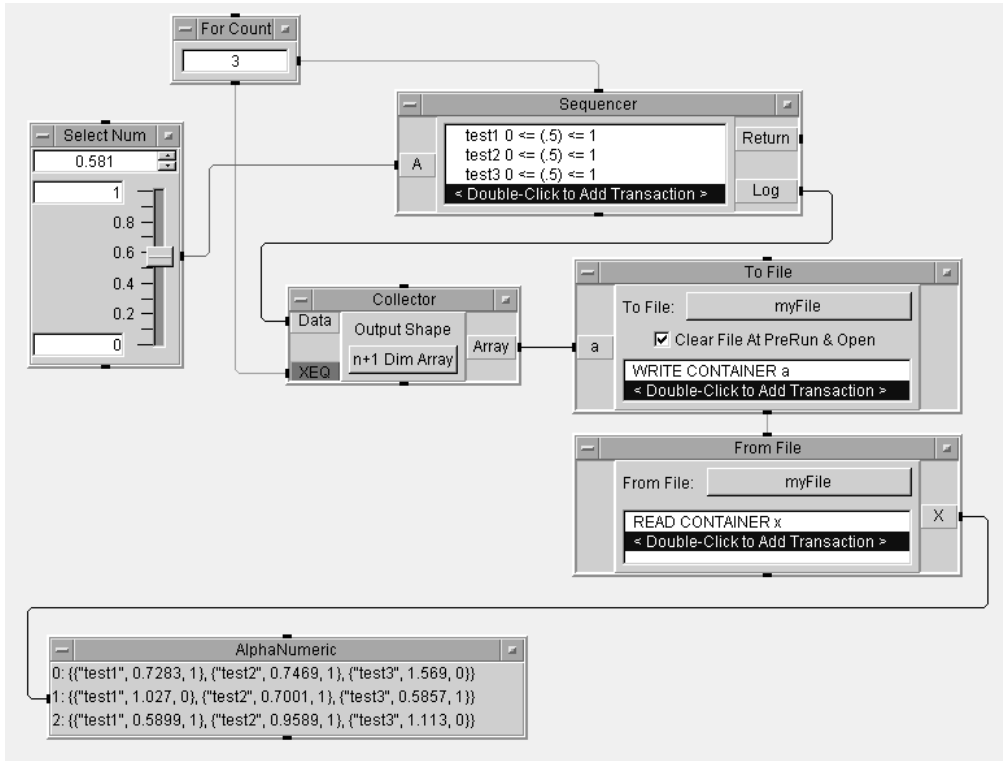 For Count
3
Sequencer
A
test1 0 <= (.5) <= 1
test2 0 <= (.5) <= 1
test3 0 <= (.5) <= 1
< Double-Click to Add Transaction >
Return
Log
Select Num
0.581
1
0.8
0.6
0.4
0.2
0
Collector
Data
XEQ
Output Shape
n+1 Dim Array
Array
To File
a
To File: myFile
Clear File At PreRun & Open
WRITE CONTAINER a
< Double-Click to Add Transaction >
From File
From File: myFile
READ CONTAINER x
< Double-Click to Add Transaction >
X
AlphaNumeric
0: {{"test1", 0.7283, 1}, {"test2", 0.7469, 1}, {"test3", 1.569, 0}}
1: {{"test1", 1.027, 0}, {"test2", 0.7001, 1}, {"test3", 0.5857, 1}}
2: {{"test1", 0.5899, 1}, {"test2", 0.9589, 1}, {"test3", 1.113, 0}}